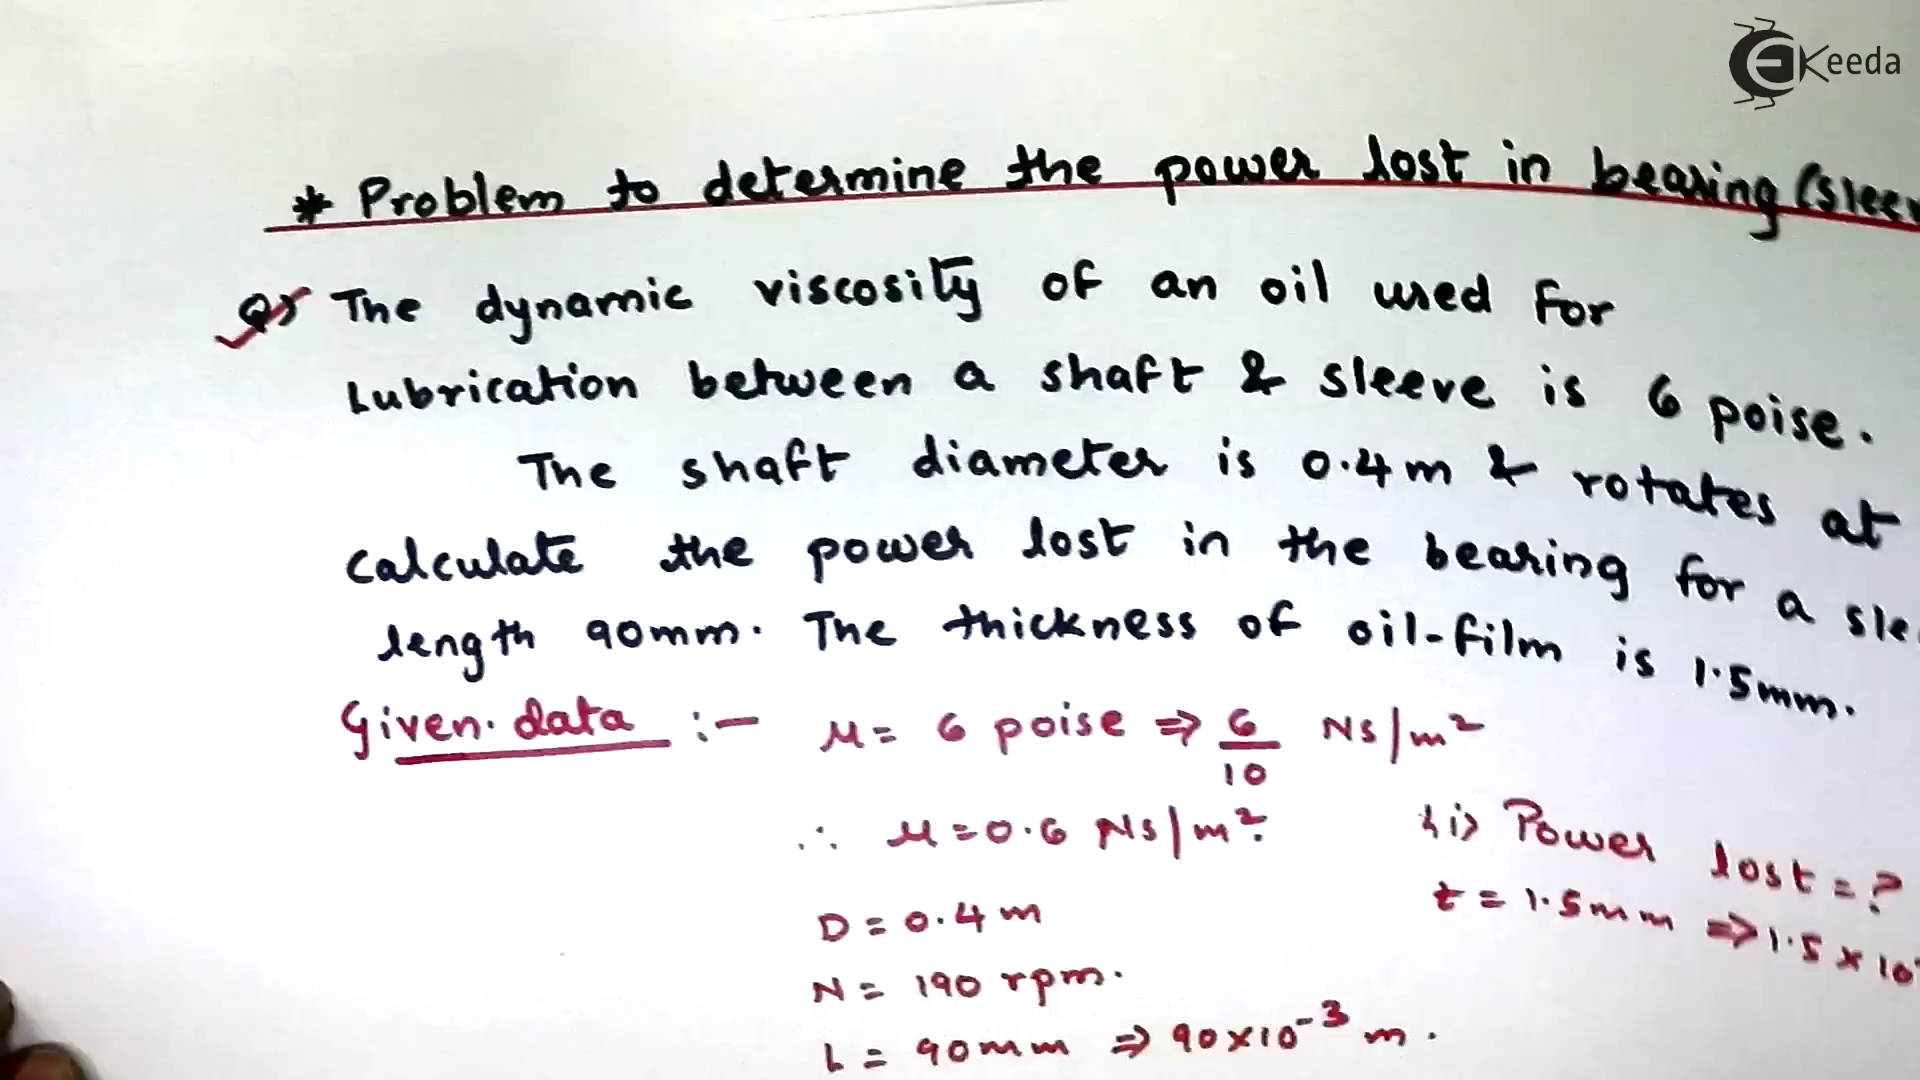 Keeda
* Problem to determine the power lost in bearing (slee
Q> The dynamic viscosity of an oil used for
Lubrication between a shaft & sleeve is 6 poise.
The shaft diameter is 0.4m & rotates at
calculate the power lost in the bearing for a sle
length 90mm. The thickness of oil-film is 1.5mm.
Given data :- μ = 6 poise ⇒ 6/10 Ns/m²
∴ μ = 0.6 Ns/m².
i> Power lost = ?
D = 0.4 m
t = 1.5mm ⇒ 1.5 × 10
N = 190 rpm.
L = 90mm ⇒ 90×10⁻³ m.